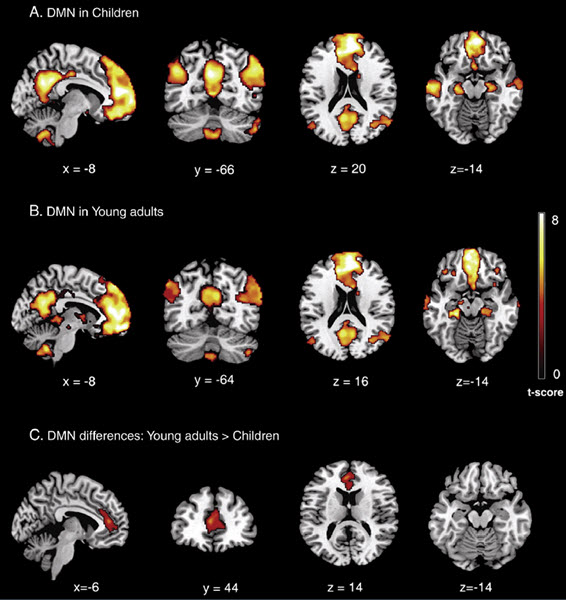 A. DMN in Children
x = -8
y = -66
z = 20
z=-14
B. DMN in Young adults
8
0
t-score
x = -8
y = -64
z = 16
z=-14
C. DMN differences: Young adults > Children
x=-6
y = 44
z = 14
z=-14